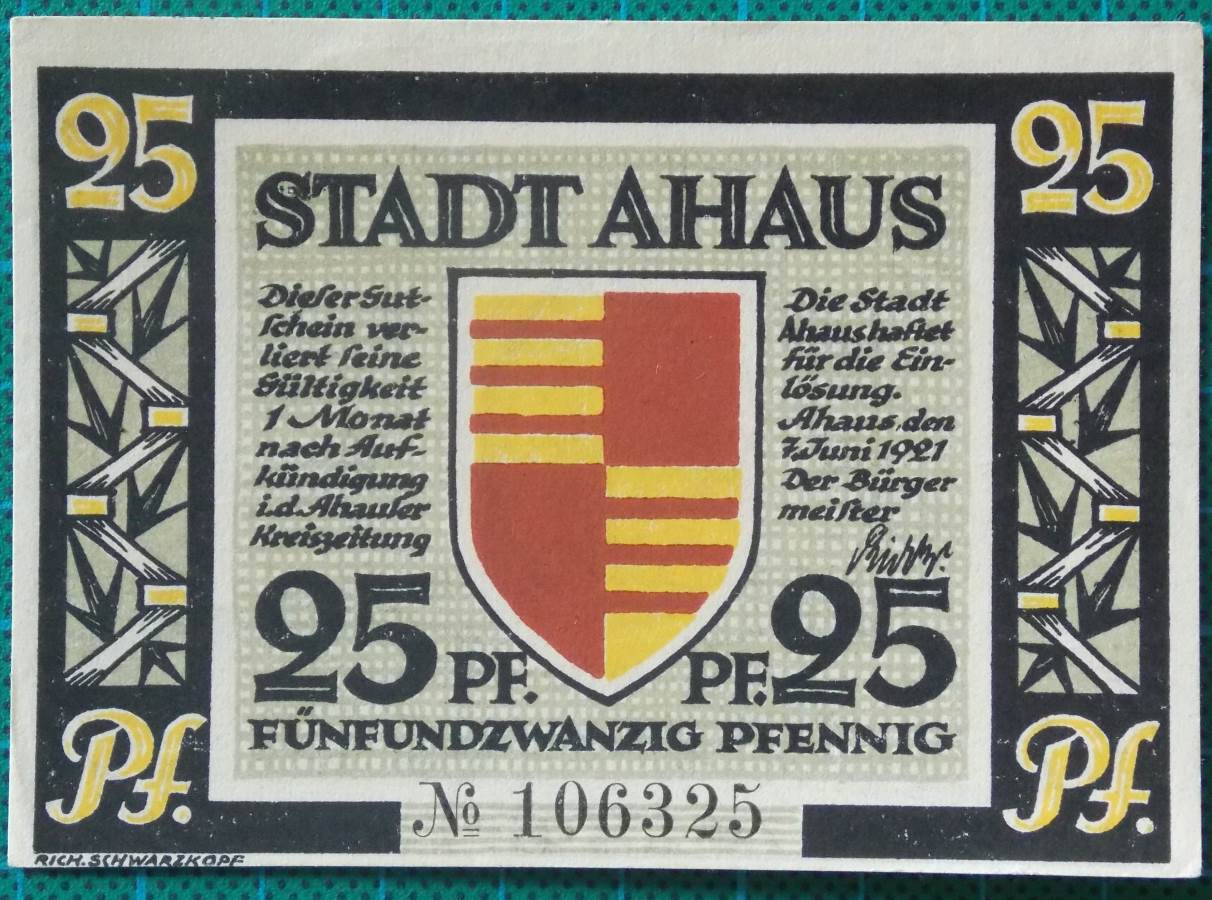 25
25
STADT AHAUS
Dieſer Gut-
ſchein ver-
liert ſeine
Gültigkeit
1 Monat
nach Auf-
kündigung
i.d. Ahauſer
Kreiszeitung
Die Stadt
Ahaus haftet
für die Ein-
lösung.
Ahaus, den
7. Juni 1921
Der Bürger
meiſter
25 PF.
PF. 25
FÜNFUNDZWANZIG PFENNIG
Pf.
Pf.
№ 106325
RICH. SCHWARZKOPF